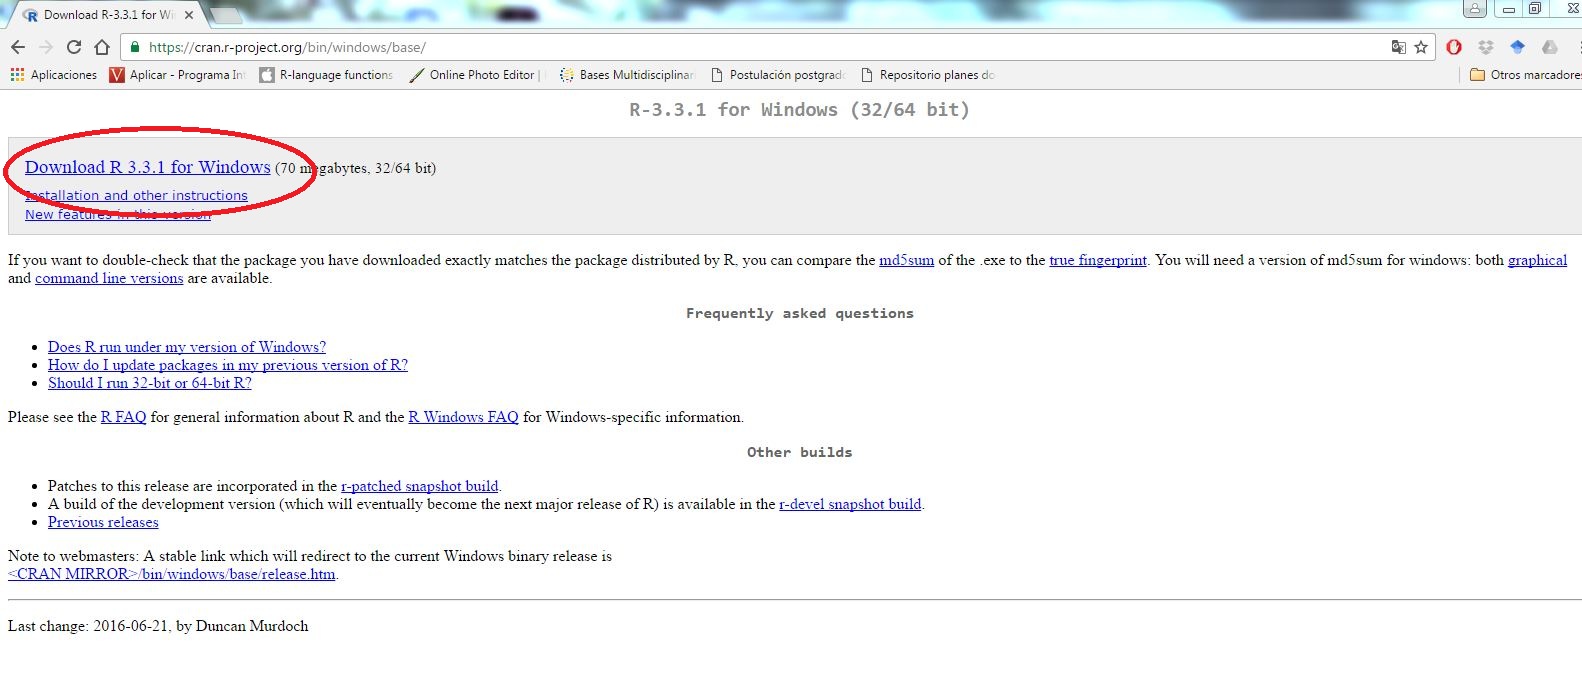 Download R-3.3.1 for Wi
https://cran.r-project.org/bin/windows/base/
Aplicaciones Aplicar - Programa Int R-language functions Online Photo Editor | Bases Multidisciplinar Postulación postgrado Repositorio planes do Otros marcadores
R-3.3.1 for Windows (32/64 bit)
Download R 3.3.1 for Windows (70 megabytes, 32/64 bit)
Installation and other instructions
New features in this version
If you want to double-check that the package you have downloaded exactly matches the package distributed by R, you can compare the md5sum of the .exe to the true fingerprint. You will need a version of md5sum for windows: both graphical
and command line versions are available.
Frequently asked questions
Does R run under my version of Windows?
How do I update packages in my previous version of R?
Should I run 32-bit or 64-bit R?
Please see the R FAQ for general information about R and the R Windows FAQ for Windows-specific information.
Other builds
Patches to this release are incorporated in the r-patched snapshot build.
A build of the development version (which will eventually become the next major release of R) is available in the r-devel snapshot build.
Previous releases
Note to webmasters: A stable link which will redirect to the current Windows binary release is
<CRAN MIRROR>/bin/windows/base/release.htm.
Last change: 2016-06-21, by Duncan Murdoch